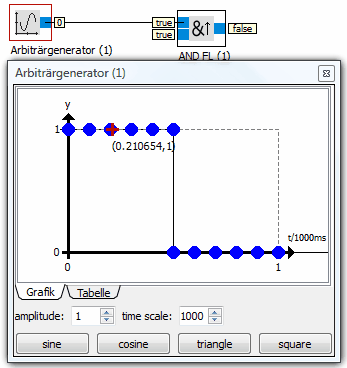 0
true
true
false
Arbiträrgenerator (1)
AND FL (1)
Arbiträrgenerator (1)
y
1
(0.210654,1)
t/1000ms
0
0
1
Grafik
Tabelle
amplitude: 1 time scale: 1000
sine
cosine
triangle
square